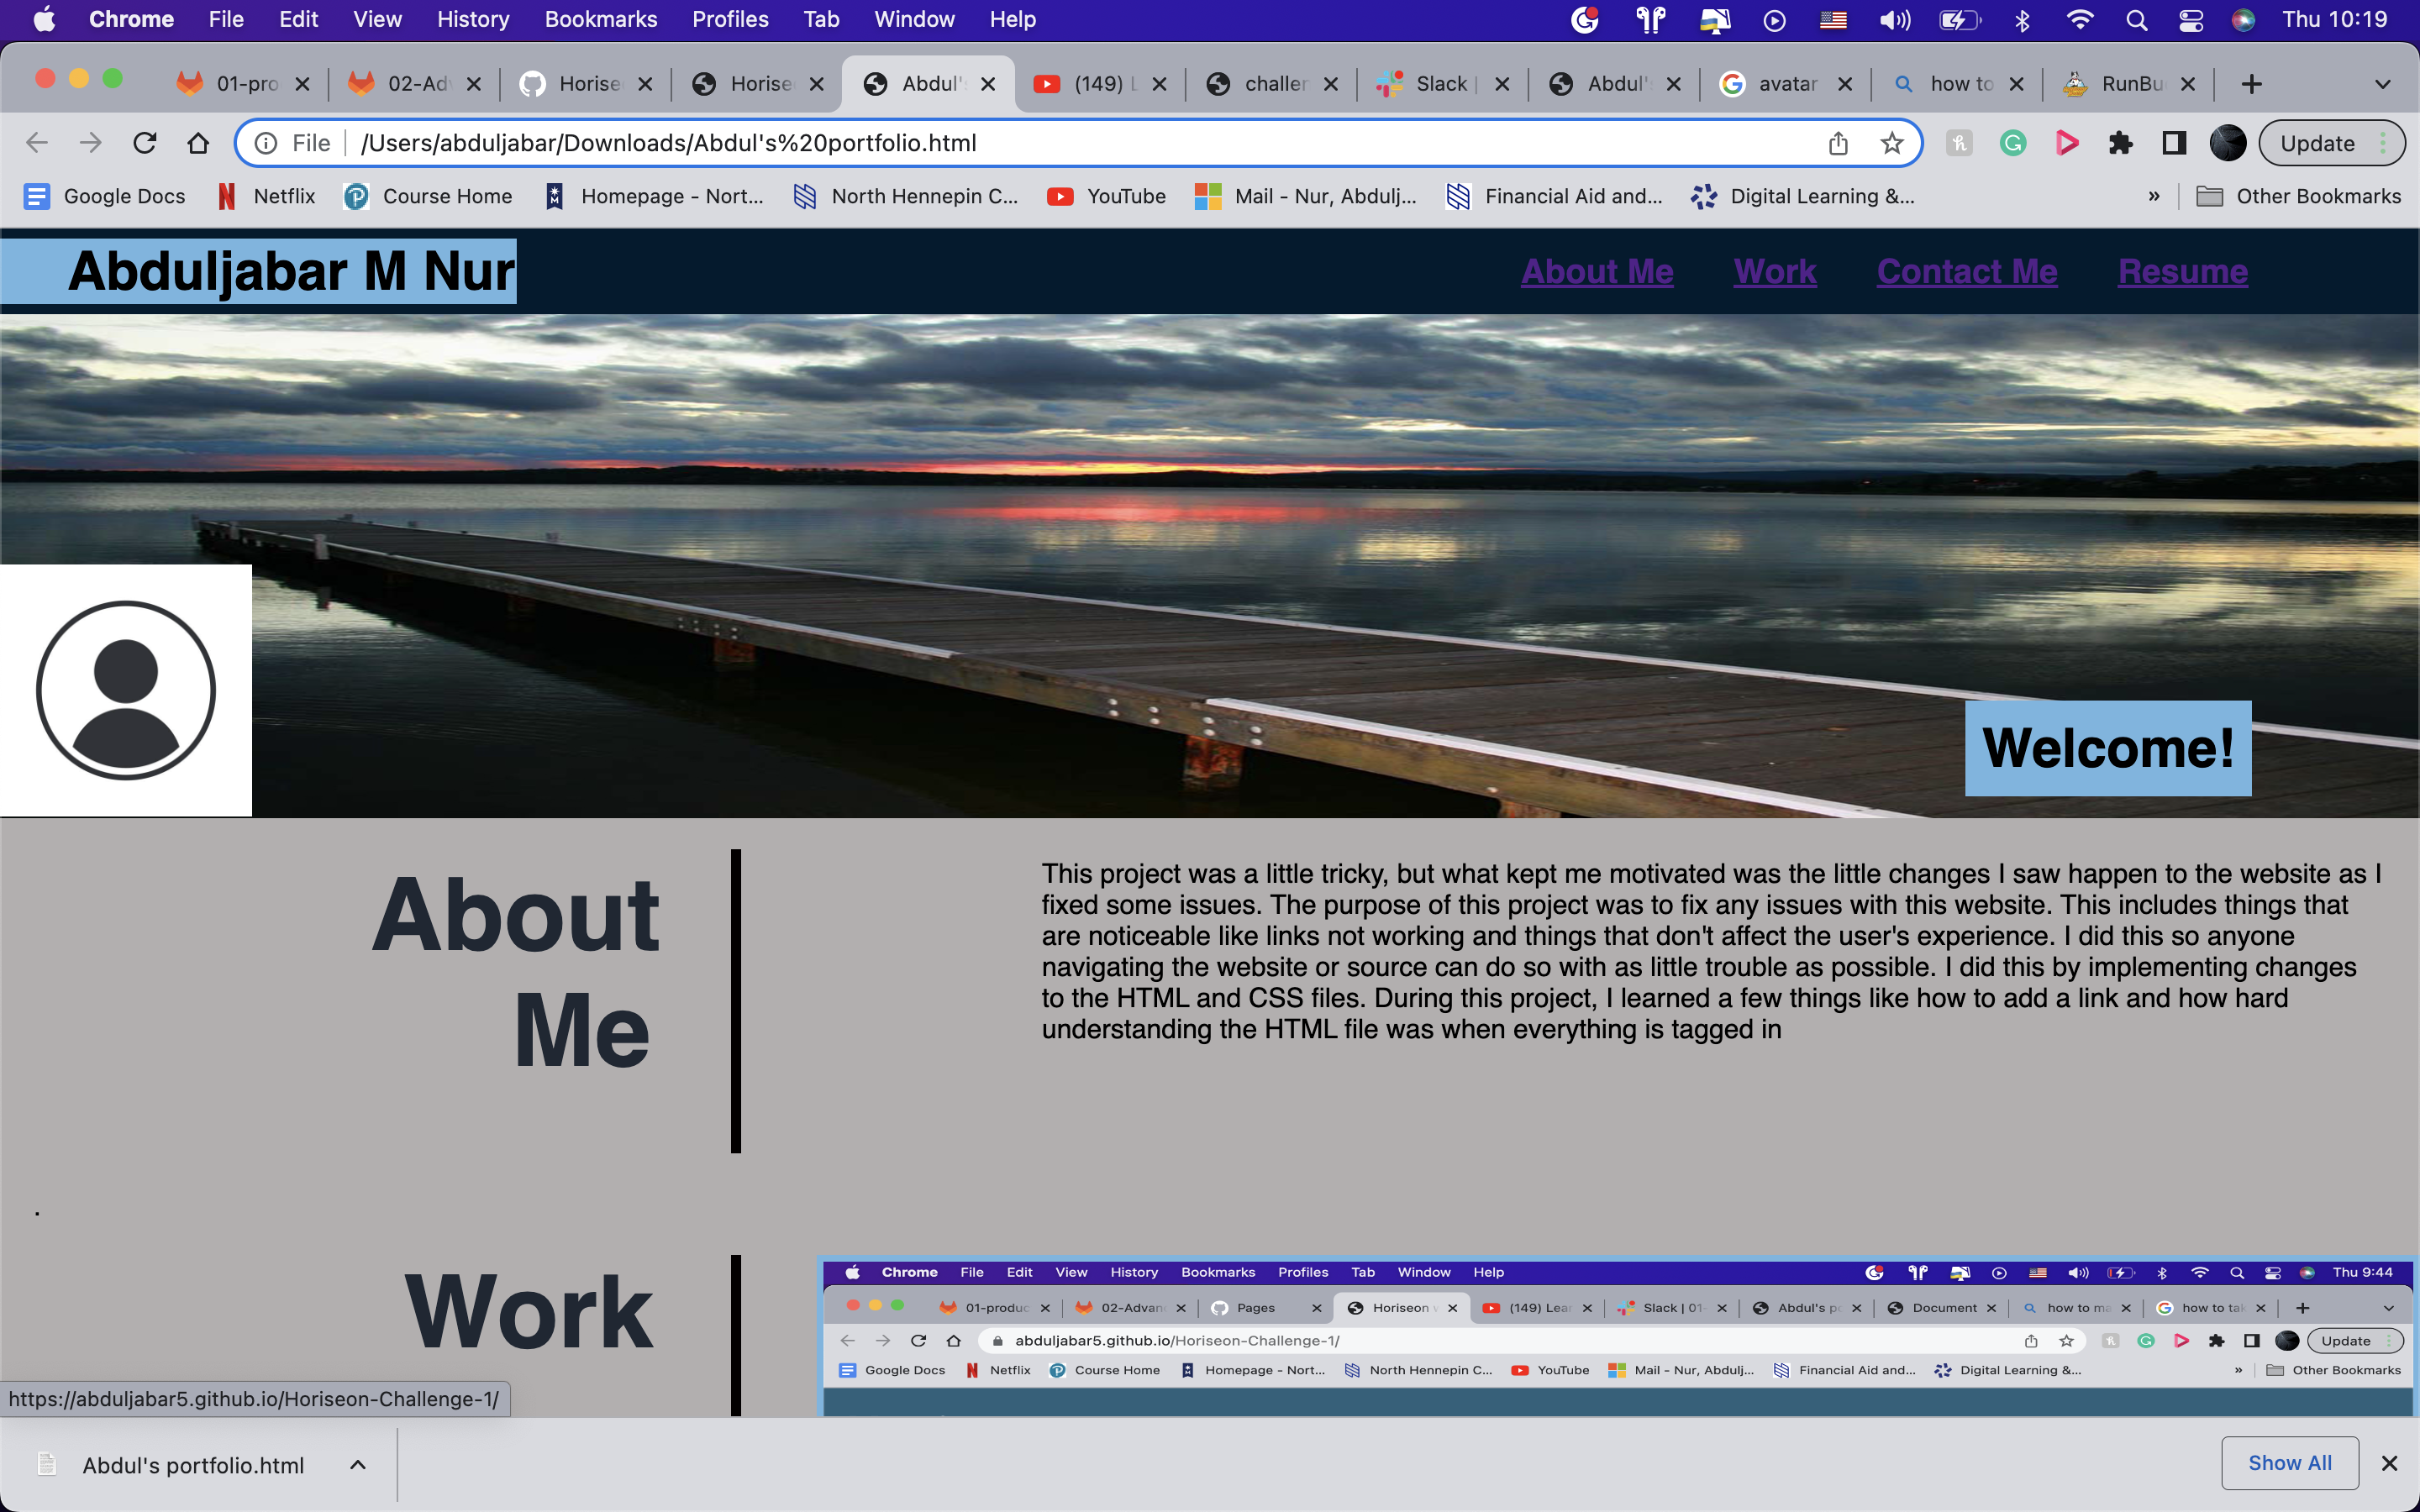 Chrome File Edit View History Bookmarks Profiles Tab Window Help Thu 10:19
01-pro 02-Ad Horise Horise Abdul's (149) L challer Slack | Abdul's avatar how to RunBu
File /Users/abduljabar/Downloads/Abdul's%20portfolio.html Update
Google Docs Netflix Course Home Homepage - Nort... North Hennepin C... YouTube Mail - Nur, Abdulj... Financial Aid and... Digital Learning &... » Other Bookmarks
Abduljabar M Nur About Me Work Contact Me Resume
Welcome!
About
Me
This project was a little tricky, but what kept me motivated was the little changes I saw happen to the website as I
fixed some issues. The purpose of this project was to fix any issues with this website. This includes things that
are noticeable like links not working and things that don't affect the user's experience. I did this so anyone
navigating the website or source can do so with as little trouble as possible. I did this by implementing changes
to the HTML and CSS files. During this project, I learned a few things like how to add a link and how hard
understanding the HTML file was when everything is tagged in
.
Work
Chrome File Edit View History Bookmarks Profiles Tab Window Help Thu 9:44
01-produc 02-Advan Pages Horiseon w (149) Lear Slack | 01- Abdul's po Document how to ma how to tak
abduljabar5.github.io/Horiseon-Challenge-1/ Update
Google Docs Netflix Course Home Homepage - Nort... North Hennepin C... YouTube Mail - Nur, Abdulj... Financial Aid and... Digital Learning &... » Other Bookmarks
https://abduljabar5.github.io/Horiseon-Challenge-1/
Abdul's portfolio.html Show All